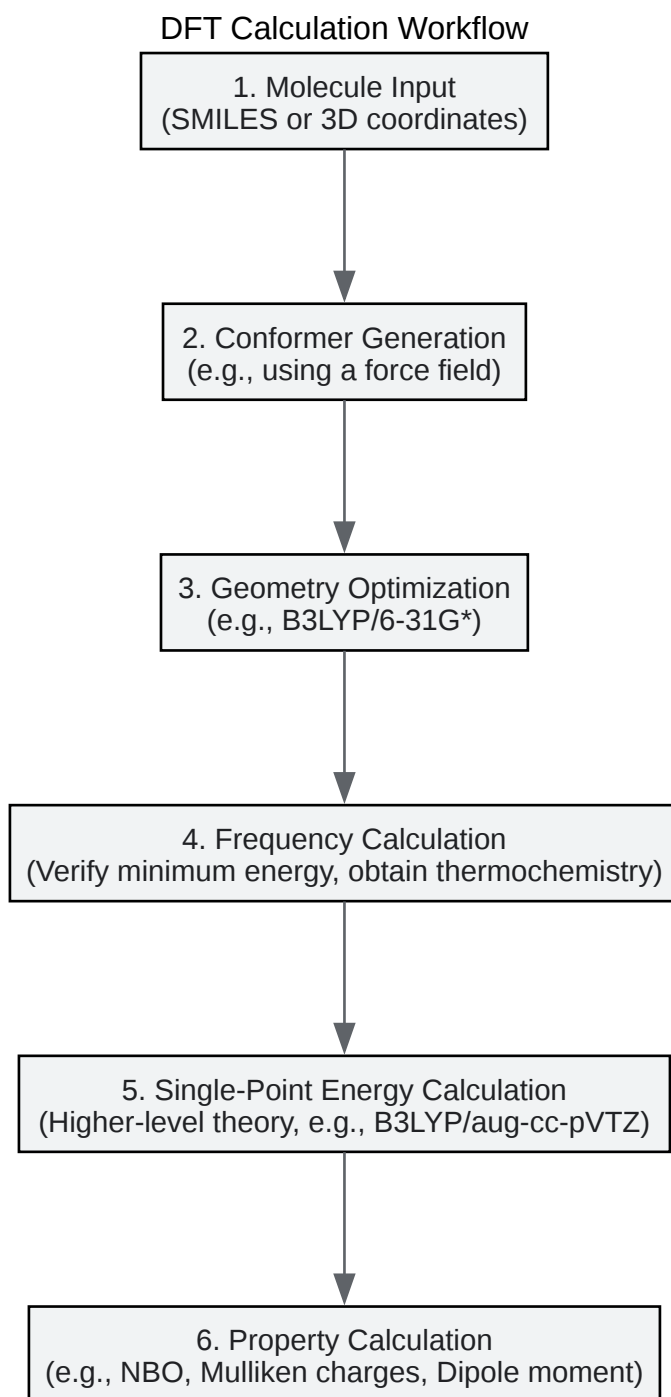 DFT Calculation Workflow
1. Molecule Input
(SMILES or 3D coordinates)
2. Conformer Generation
(e.g., using a force field)
3. Geometry Optimization
(e.g., B3LYP/6-31G*)
4. Frequency Calculation
(Verify minimum energy, obtain thermochemistry)
5. Single-Point Energy Calculation
(Higher-level theory, e.g., B3LYP/aug-cc-pVTZ)
6. Property Calculation
(e.g., NBO, Mulliken charges, Dipole moment)